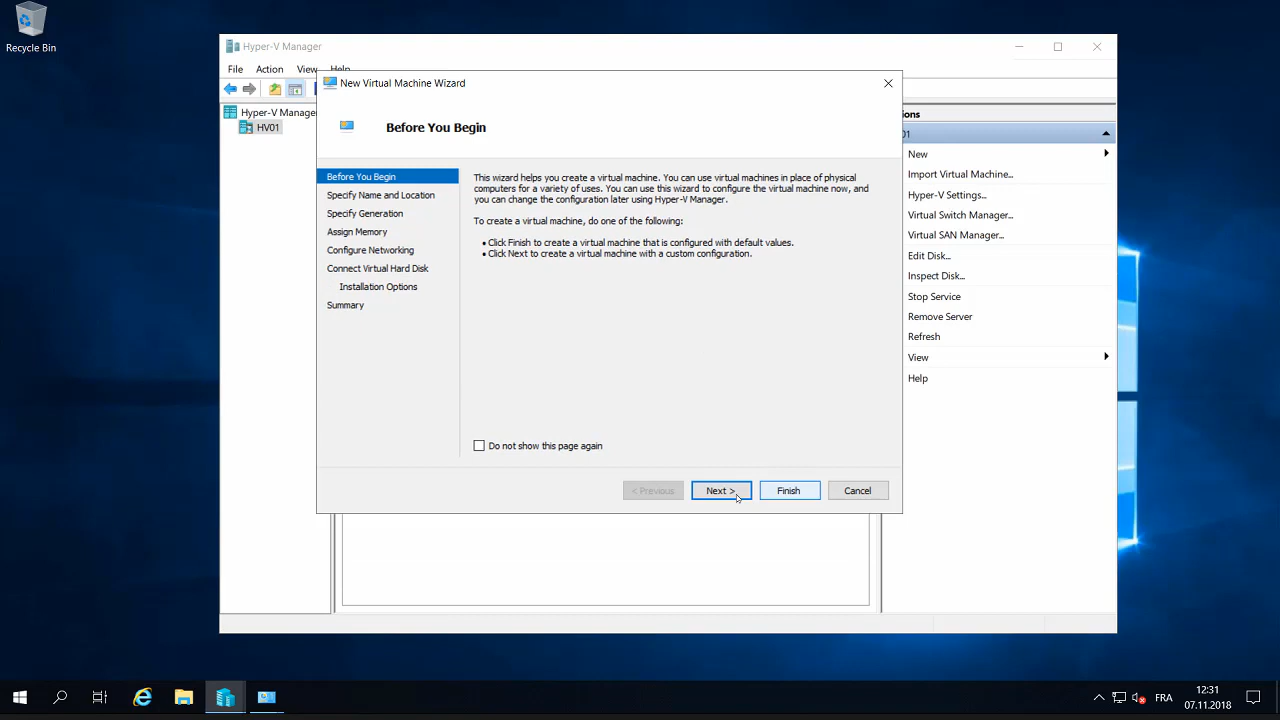 Recycle Bin
Hyper-V Manager
File Action View Help
Hyper-V Manage
HV01
New Virtual Machine Wizard
Before You Begin
Before You Begin
Specify Name and Location
Specify Generation
Assign Memory
Configure Networking
Connect Virtual Hard Disk
Installation Options
Summary
This wizard helps you create a virtual machine. You can use virtual machines in place of physical
computers for a variety of uses. You can use this wizard to configure the virtual machine now, and
you can change the configuration later using Hyper-V Manager.
To create a virtual machine, do one of the following:
• Click Finish to create a virtual machine that is configured with default values.
• Click Next to create a virtual machine with a custom configuration.
Do not show this page again
< Previous
Next >
Finish
Cancel
ons
01
New
Import Virtual Machine...
Hyper-V Settings...
Virtual Switch Manager...
Virtual SAN Manager...
Edit Disk...
Inspect Disk...
Stop Service
Remove Server
Refresh
View
Help
FRA
12:31
07.11.2018